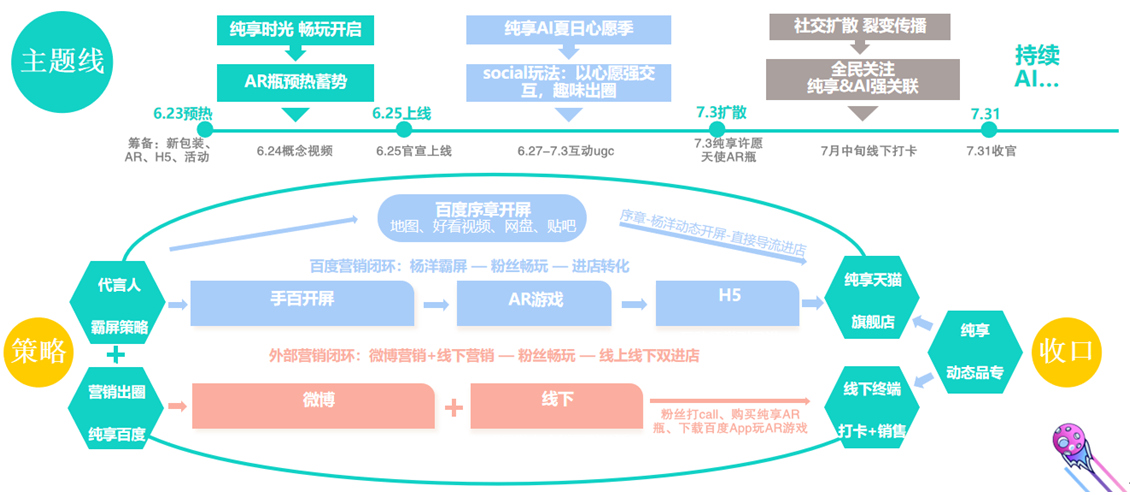 主题线
纯享时光 畅玩开启
AR瓶预热蓄势
纯享AI夏日心愿季
social玩法：以心愿强交
互，趣味出圈
社交扩散 裂变传播
全民关注
纯享&AI强关联
持续
AI...
6.23预热
6.25上线
7.3扩散
7.31
筹备：新包装、
AR、H5、活动
6.24概念视频
6.25官宣上线
6.27-7.3互动ugc
7.3纯享许愿
天使AR瓶
7月中旬线下打卡
7.31收官
百度序章开屏
地图、好看视频、网盘、贴吧
序章-杨洋动态开屏-直接导流进店
百度营销闭环：杨洋霸屏 — 粉丝畅玩 — 进店转化
代言人
霸屏策略
手百开屏
AR游戏
H5
纯享天猫
旗舰店
策略
外部营销闭环：微博营销+线下营销 — 粉丝畅玩 — 线上线下双进店
纯享
动态品专
收口
营销出圈
纯享百度
微博
线下
粉丝打call、购买纯享AR
瓶、下载百度App玩AR游戏
线下终端
打卡+销售